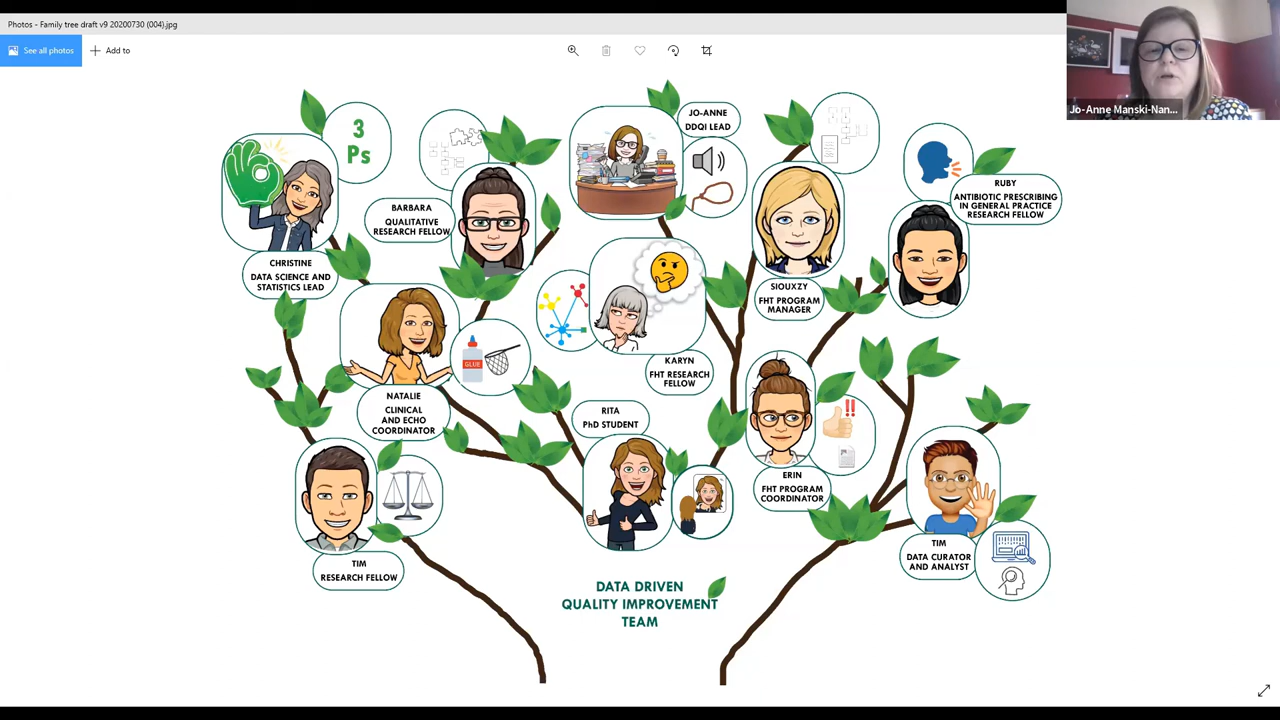 Photos - Family tree draft v9 20200730 (004).jpg
See all photos
Add to
Jo-Anne Manski-Nan...
3
Ps
JO-ANNE
DDQI LEAD
RUBY
ANTIBIOTIC PRESCRIBING
IN GENERAL PRACTICE
RESEARCH FELLOW
BARBARA
QUALITATIVE
RESEARCH FELLOW
CHRISTINE
DATA SCIENCE AND
STATISTICS LEAD
SIOUXZY
FHT PROGRAM
MANAGER
GLUE
KARYN
FHT RESEARCH
FELLOW
NATALIE
CLINICAL
AND ECHO
COORDINATOR
RITA
PhD STUDENT
ERIN
FHT PROGRAM
COORDINATOR
TIM
DATA CURATOR
AND ANALYST
TIM
RESEARCH FELLOW
DATA DRIVEN
QUALITY IMPROVEMENT
TEAM